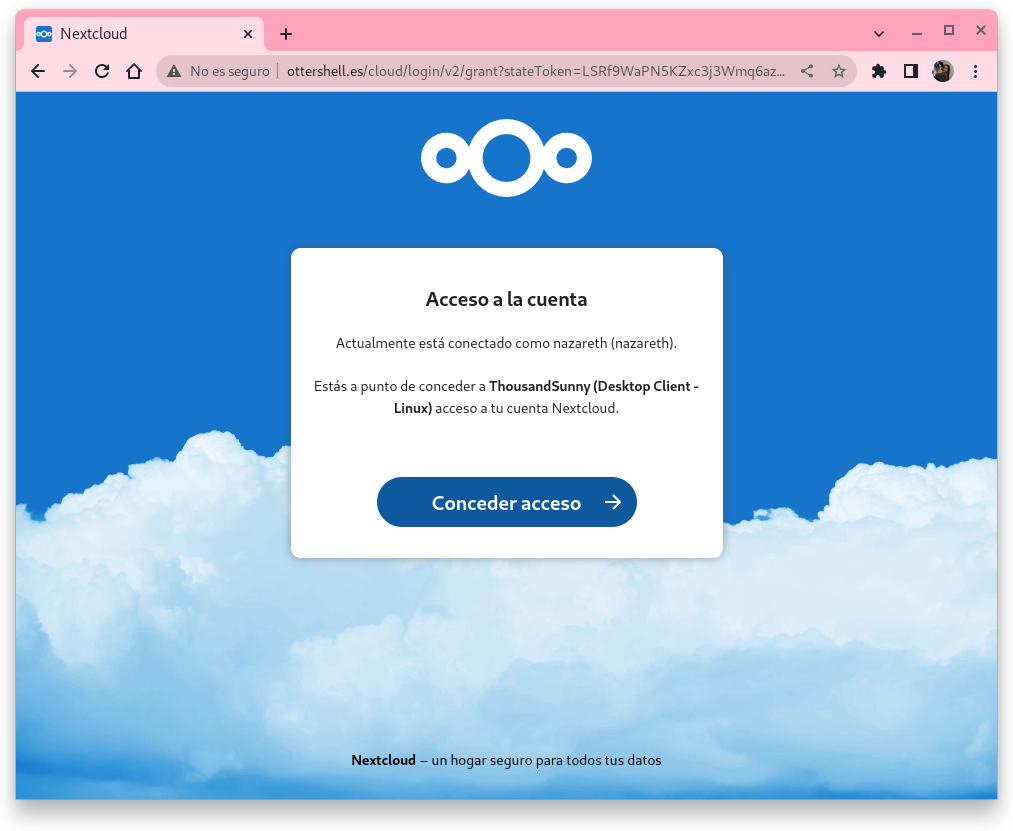 Nextcloud
No es seguro
ottershell.es/cloud/login/v2/grant?stateToken=LSRf9WaPN5KZxc3j3Wmq6az...
Acceso a la cuenta
Actualmente está conectado como nazareth (nazareth).
Estás a punto de conceder a ThousandSunny (Desktop Client -
Linux) acceso a tu cuenta Nextcloud.
Conceder acceso
Nextcloud – un hogar seguro para todos tus datos